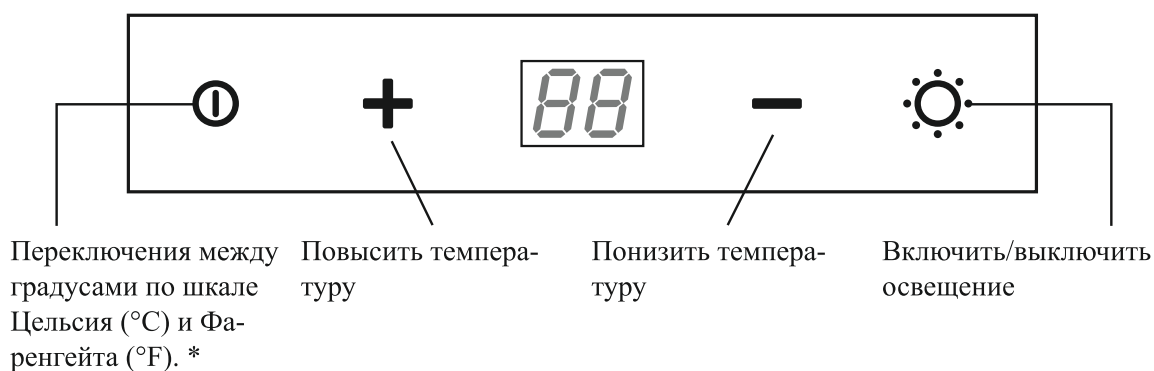 88
Переключения между
градусами по шкале
Цельсия (°C) и Фа-
ренгейта (°F). *
Повысить темпера-
туру
Понизить темпера-
туру
Включить/выключить
освещение